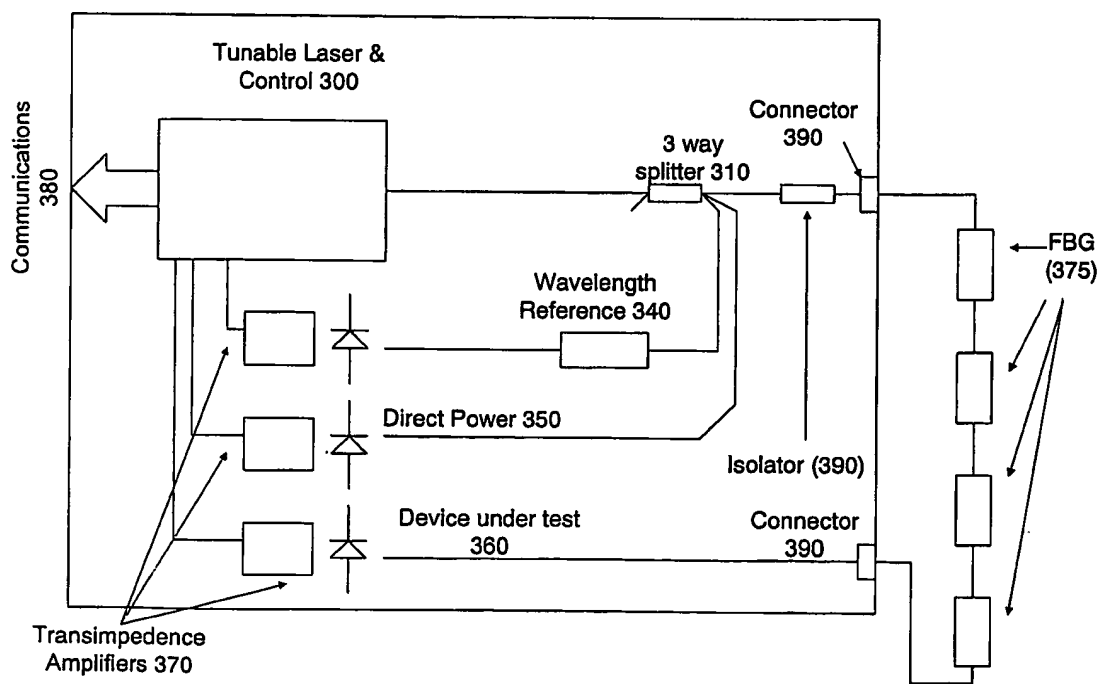 Tunable Laser &
Control 300
Communications
380
Connector
390
3 way
splitter 310
FBG
(375)
Wavelength
Reference 340
Direct Power 350
Isolator (390)
Device under test
360
Connector
390
Transimpedence
Amplifiers 370